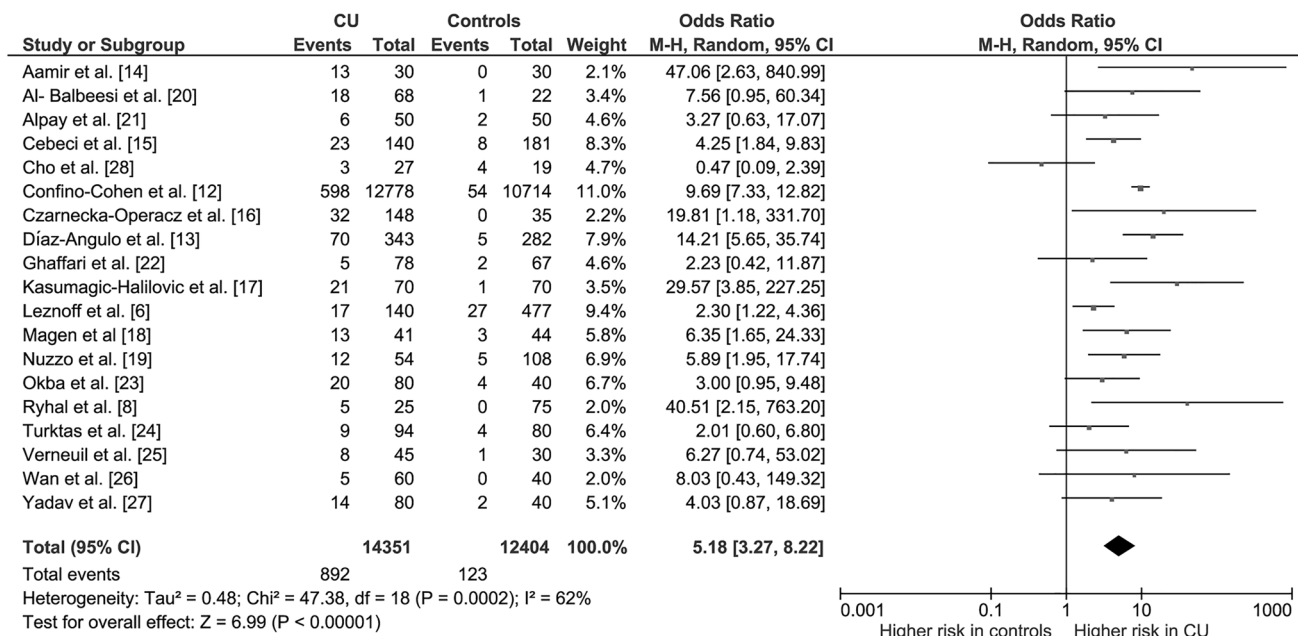 CU Controls Odds Ratio Odds Ratio
Study or Subgroup Events Total Events Total Weight M-H, Random, 95% CI M-H, Random, 95% CI
Aamir et al. [14] 13 30 0 30 2.1% 47.06 [2.63, 840.99]
Al- Balbeesi et al. [20] 18 68 1 22 3.4% 7.56 [0.95, 60.34]
Alpay et al. [21] 6 50 2 50 4.6% 3.27 [0.63, 17.07]
Cebeci et al. [15] 23 140 8 181 8.3% 4.25 [1.84, 9.83]
Cho et al. [28] 3 27 4 19 4.7% 0.47 [0.09, 2.39]
Confino-Cohen et al. [12] 598 12778 54 10714 11.0% 9.69 [7.33, 12.82]
Czarnecka-Operacz et al. [16] 32 148 0 35 2.2% 19.81 [1.18, 331.70]
Díaz-Angulo et al. [13] 70 343 5 282 7.9% 14.21 [5.65, 35.74]
Ghaffari et al. [22] 5 78 2 67 4.6% 2.23 [0.42, 11.87]
Kasumagic-Halilovic et al. [17] 21 70 1 70 3.5% 29.57 [3.85, 227.25]
Leznoff et al. [6] 17 140 27 477 9.4% 2.30 [1.22, 4.36]
Magen et al [18] 13 41 3 44 5.8% 6.35 [1.65, 24.33]
Nuzzo et al. [19] 12 54 5 108 6.9% 5.89 [1.95, 17.74]
Okba et al. [23] 20 80 4 40 6.7% 3.00 [0.95, 9.48]
Ryhal et al. [8] 5 25 0 75 2.0% 40.51 [2.15, 763.20]
Turktas et al. [24] 9 94 4 80 6.4% 2.01 [0.60, 6.80]
Verneuil et al. [25] 8 45 1 30 3.3% 6.27 [0.74, 53.02]
Wan et al. [26] 5 60 0 40 2.0% 8.03 [0.43, 149.32]
Yadav et al. [27] 14 80 2 40 5.1% 4.03 [0.87, 18.69]
Total (95% CI) 14351 12404 100.0% 5.18 [3.27, 8.22]
Total events 892 123
Heterogeneity: Tau² = 0.48; Chi² = 47.38, df = 18 (P = 0.0002); I² = 62%
Test for overall effect: Z = 6.99 (P < 0.00001)
0.001 0.1 1 10 1000
Higher risk in controls Higher risk in CU